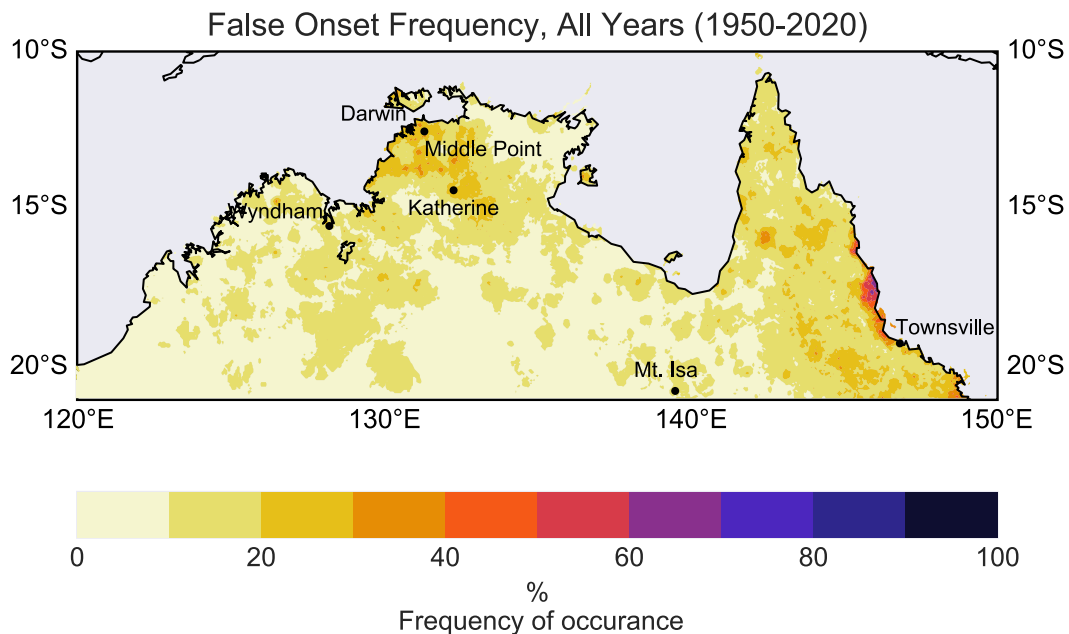 False Onset Frequency, All Years (1950-2020)
10°S 10°S
Darwin
Middle Point
15°S 15°S
Katherine
yndham
Townsville
20°S 20°S
Mt. Isa
120°E 130°E 140°E 150°E
0 20 40 60 80 100
%
Frequency of occurance